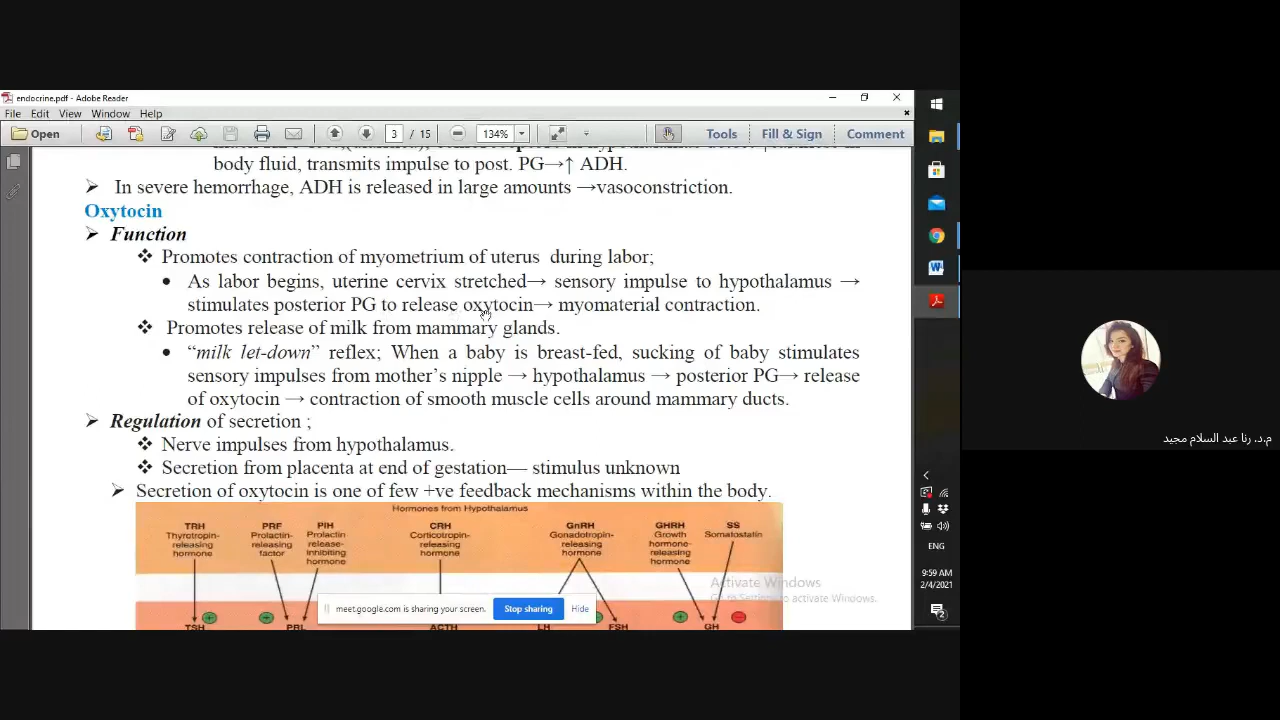 endocrine.pdf - Adobe Reader
File Edit View Window Help
Open 3 / 15 134% Tools Fill & Sign Comment
body fluid, transmits impulse to post. PG→↑ ADH.
➢ In severe hemorrhage, ADH is released in large amounts →vasoconstriction.
Oxytocin
➢ Function
❖ Promotes contraction of myometrium of uterus during labor;
• As labor begins, uterine cervix stretched→ sensory impulse to hypothalamus →
stimulates posterior PG to release oxytocin→ myomaterial contraction.
❖ Promotes release of milk from mammary glands.
• “milk let-down” reflex; When a baby is breast-fed, sucking of baby stimulates
sensory impulses from mother’s nipple → hypothalamus → posterior PG→ release
of oxytocin → contraction of smooth muscle cells around mammary ducts.
➢ Regulation of secretion ;
❖ Nerve impulses from hypothalamus.
❖ Secretion from placenta at end of gestation— stimulus unknown
➢ Secretion of oxytocin is one of few +ve feedback mechanisms within the body.
Hormones from Hypothalamus
TRH
Thyrotropin-
releasing
hormone
PRF
Prolactin-
releasing
factor
PIH
Prolactin
release-
inhibiting
hormone
CRH
Corticotropin-
releasing
hormone
GnRH
Gonadotropin-
releasing
hormone
GHRH
Growth
hormone-
releasing
hormone
SS
Somatostatin
TSH PRL ACTH LH FSH GH
Activate Windows
Go to Settings to activate Windows.
meet.google.com is sharing your screen. Stop sharing Hide
ENG
9:59 AM
2/4/2021
2
م.د. رنا عبد السلام مجيد